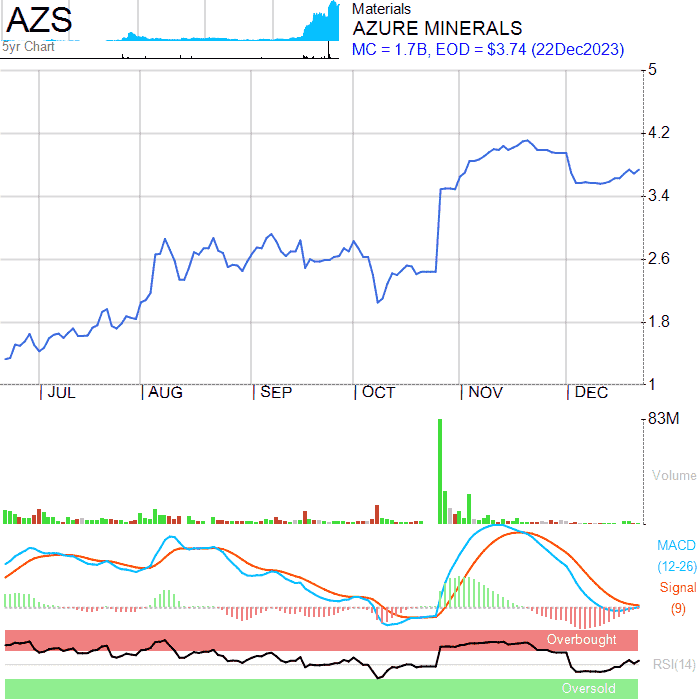 AZS
5yr Chart
Materials
AZURE MINERALS
MC = 1.7B, EOD = $3.74 (22Dec2023)
5
4.2
3.4
2.6
1.8
1
JUL AUG SEP OCT NOV DEC
83M
Volume
MACD
(12-26)
Signal
(9)
Overbought
RSI(14)
Oversold